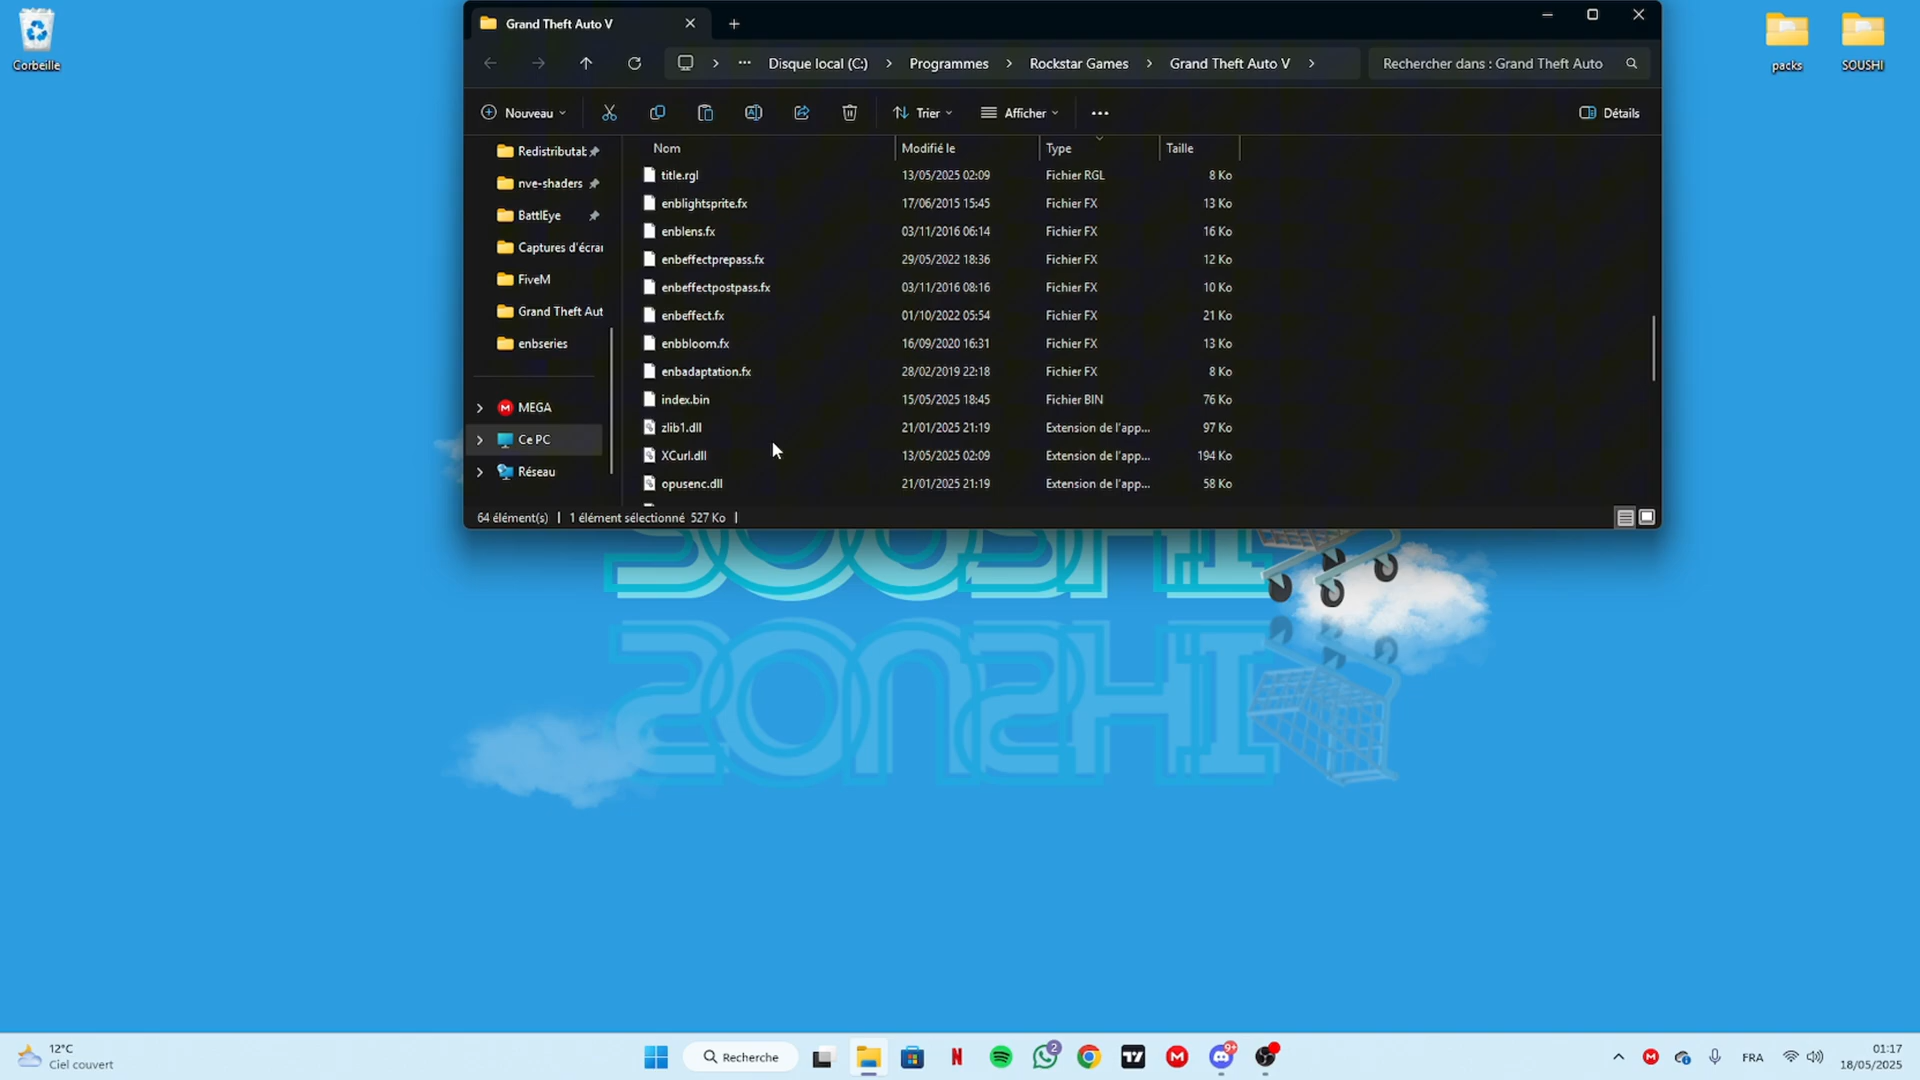 Corbeille
Grand Theft Auto V
Disque local (C:)
Programmes
Rockstar Games
Grand Theft Auto V
Rechercher dans : Grand Theft Auto
Nouveau
Trier
Afficher
Détails
Redistributab
nve-shaders
BattlEye
Captures d'écran
FiveM
Grand Theft Aut
enbseries
MEGA
Ce PC
Réseau
Nom Modifié le Type Taille
title.rgl 13/05/2025 02:09 Fichier RGL 8 Ko
enblightsprite.fx 17/06/2015 15:45 Fichier FX 13 Ko
enblens.fx 03/11/2016 06:14 Fichier FX 16 Ko
enbeffectprepass.fx 29/05/2022 18:36 Fichier FX 12 Ko
enbeffectpostpass.fx 03/11/2016 08:16 Fichier FX 10 Ko
enbeffect.fx 01/10/2022 05:54 Fichier FX 21 Ko
enbbloom.fx 16/09/2020 16:31 Fichier FX 13 Ko
enbadaptation.fx 28/02/2019 22:18 Fichier FX 8 Ko
index.bin 15/05/2025 18:45 Fichier BIN 76 Ko
zlib1.dll 21/01/2025 21:19 Extension de l'app... 97 Ko
XCurl.dll 13/05/2025 02:09 Extension de l'app... 194 Ko
opusenc.dll 21/01/2025 21:19 Extension de l'app... 58 Ko
64 élément(s) 1 élément sélectionné 527 Ko
packs
SOUSHI
SOUSHI
12°C
Ciel couvert
Recherche
2
9+
FRA
01:17
18/05/2025